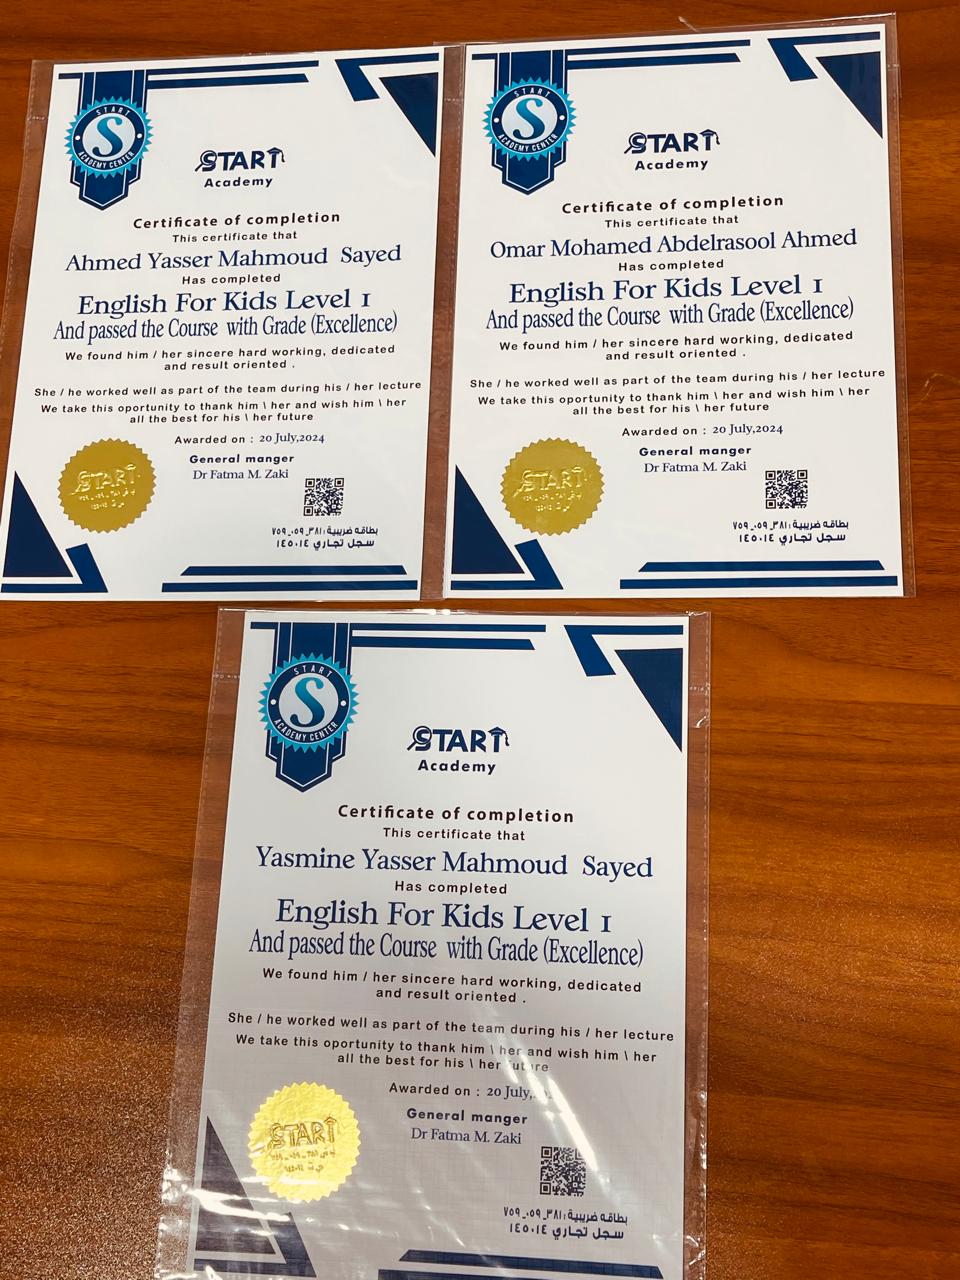 START
ACADEMY CENTER
S
START
Academy
Certificate of completion
This certificate that
Ahmed Yasser Mahmoud Sayed
Has completed
English For Kids Level 1
And passed the Course with Grade (Excellence)
We found him / her sincere hard working, dedicated
and result oriented .
She / he worked well as part of the team during his / her lecture
We take this oportunity to thank him \ her and wish him \ her
all the best for his \ her future
Awarded on : 20 July,2024
General manger
Dr Fatma M. Zaki
START
بطاقه ضريبية: ٣٨١_٠٥٩_٧٥٩
سجل تجاري ١٤٥٠١٤
START
ACADEMY CENTER
S
START
Academy
Certificate of completion
This certificate that
Omar Mohamed Abdelrasool Ahmed
Has completed
English For Kids Level 1
And passed the Course with Grade (Excellence)
We found him / her sincere hard working, dedicated
and result oriented .
She / he worked well as part of the team during his / her lecture
We take this oportunity to thank him \ her and wish him \ her
all the best for his \ her future
Awarded on : 20 July,2024
General manger
Dr Fatma M. Zaki
START
بطاقه ضريبية: ٣٨١_٠٥٩_٧٥٩
سجل تجاري ١٤٥٠١٤
START
ACADEMY CENTER
S
START
Academy
Certificate of completion
This certificate that
Yasmine Yasser Mahmoud Sayed
Has completed
English For Kids Level 1
And passed the Course with Grade (Excellence)
We found him / her sincere hard working, dedicated
and result oriented .
She / he worked well as part of the team during his / her lecture
We take this oportunity to thank him \ her and wish him \ her
all the best for his \ her future
Awarded on : 20 July,
General manger
Dr Fatma M. Zaki
START
بطاقه ضريبية: ٣٨١_٠٥٩_٧٥٩
سجل تجاري ١٤٥٠١٤